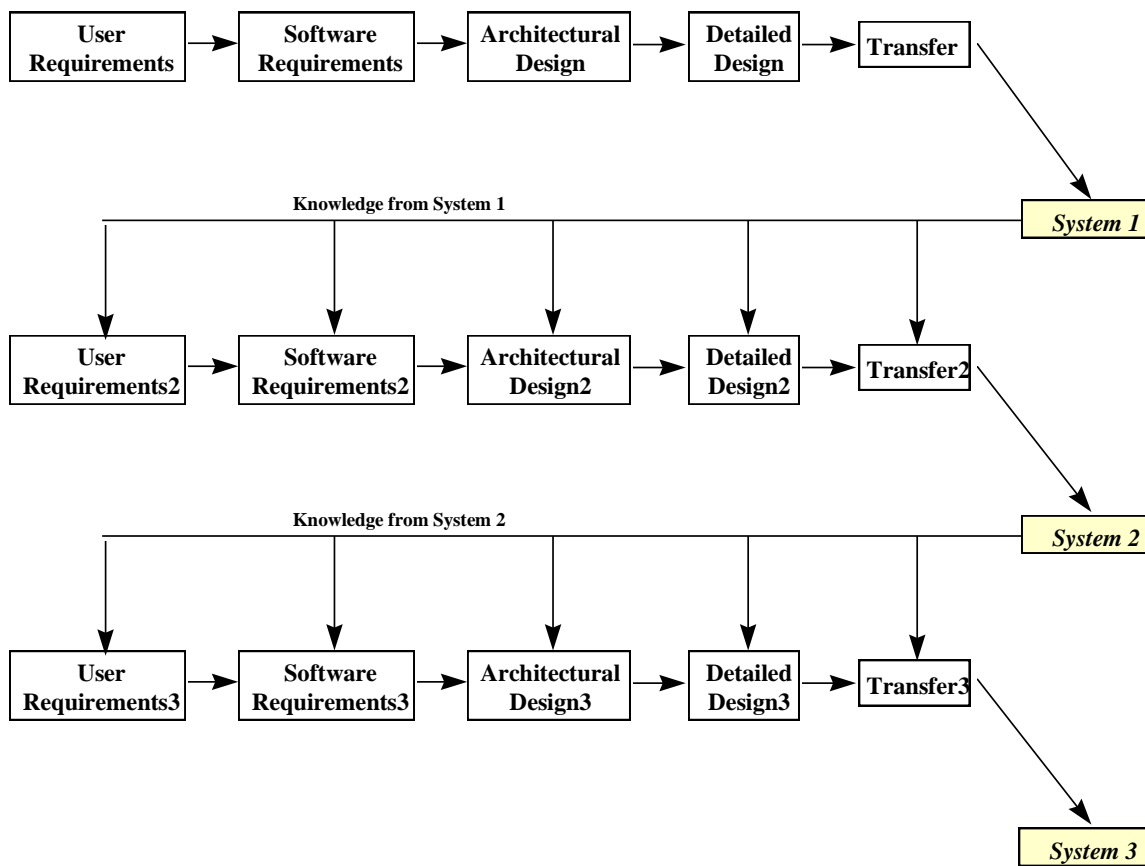 User
Requirements
Software
Requirements
Architectural
Design
Detailed
Design
Transfer
Knowledge from System 1
System 1
User
Requirements2
Software
Requirements2
Architectural
Design2
Detailed
Design2
Transfer2
Knowledge from System 2
System 2
User
Requirements3
Software
Requirements3
Architectural
Design3
Detailed
Design3
Transfer3
System 3